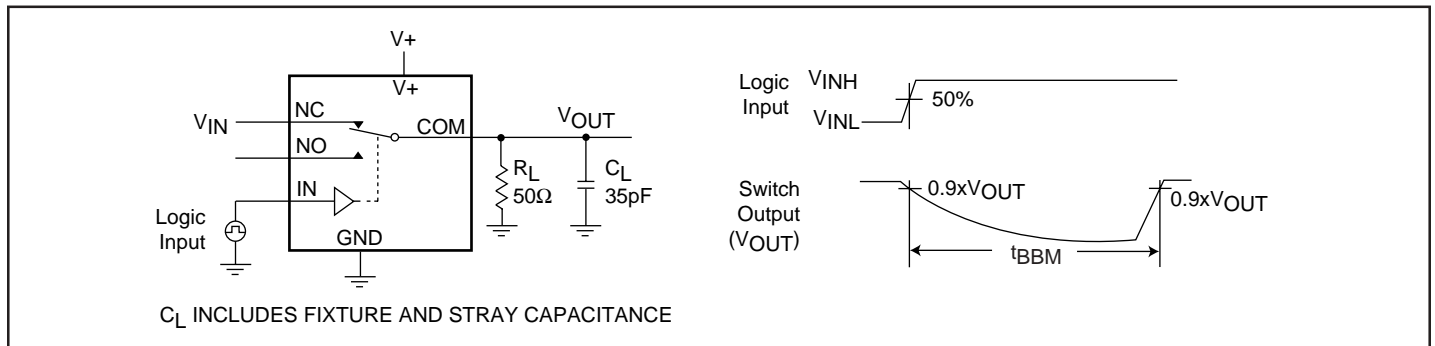 V+
V+
VIN
NC
COM
VOUT
NO
RL
50Ω
CL
35pF
IN
Logic
Input
GND
CL INCLUDES FIXTURE AND STRAY CAPACITANCE
Logic
Input
VINH
50%
VINL
Switch
Output
(VOUT)
0.9xVOUT
0.9xVOUT
tBBM